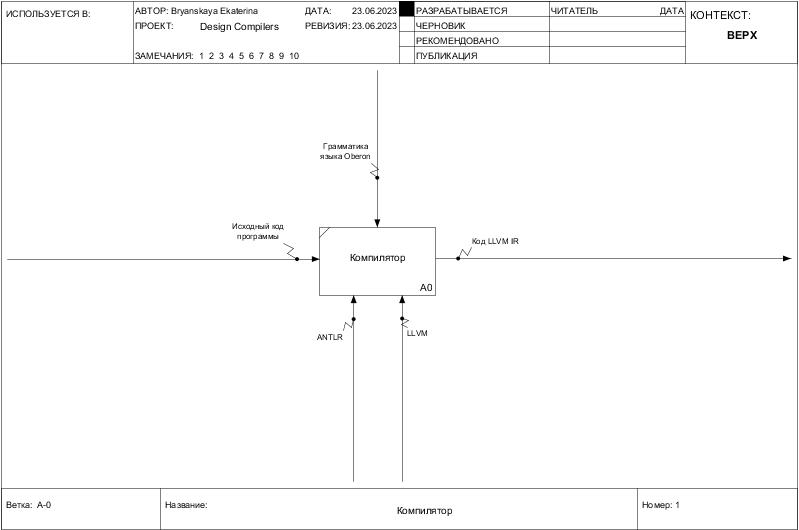 ИСПОЛЬЗУЕТСЯ В:
АВТОР: Bryanskaya Ekaterina
ДАТА: 23.06.2023
ПРОЕКТ: Design Compilers
РЕВИЗИЯ: 23.06.2023
ЗАМЕЧАНИЯ: 1 2 3 4 5 6 7 8 9 10
РАЗРАБАТЫВАЕТСЯ
ЧЕРНОВИК
РЕКОМЕНДОВАНО
ПУБЛИКАЦИЯ
ЧИТАТЕЛЬ ДАТА
КОНТЕКСТ:
ВЕРХ
Грамматика
языка Oberon
Исходный код
программы
Компилятор
A0
Код LLVM IR
ANTLR
LLVM
Ветка: A-0
Название:
Компилятор
Номер: 1